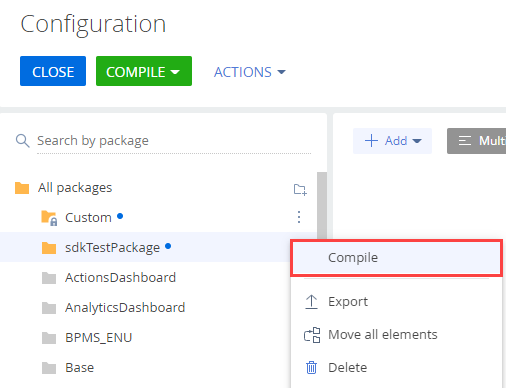 Configuration
CLOSE
COMPILE
ACTIONS
Search by package
Add
Multi
All packages
Custom
sdkTestPackage
ActionsDashboard
AnalyticsDashboard
BPMS_ENU
Base
Compile
Export
Move all elements
Delete